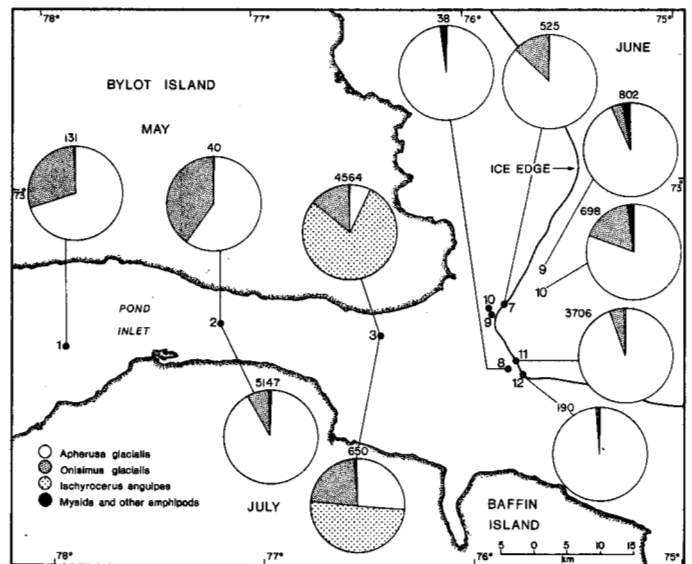 78° 77° 76° 75°
38
525
JUNE
BYLOT ISLAND
MAY
802
131
40
4564
ICE EDGE
73°
73°
698
9
10
POND
INLET
10
9
7
3706
1
2
3
11
8
12
5147
190
650
Apherusa glacialis
Onisimus glacialis
Ischyrocerus anguipes
Mysids and other amphipods
JULY
BAFFIN
ISLAND
5 0 5 10 15
km
78° 77° 76° 75°